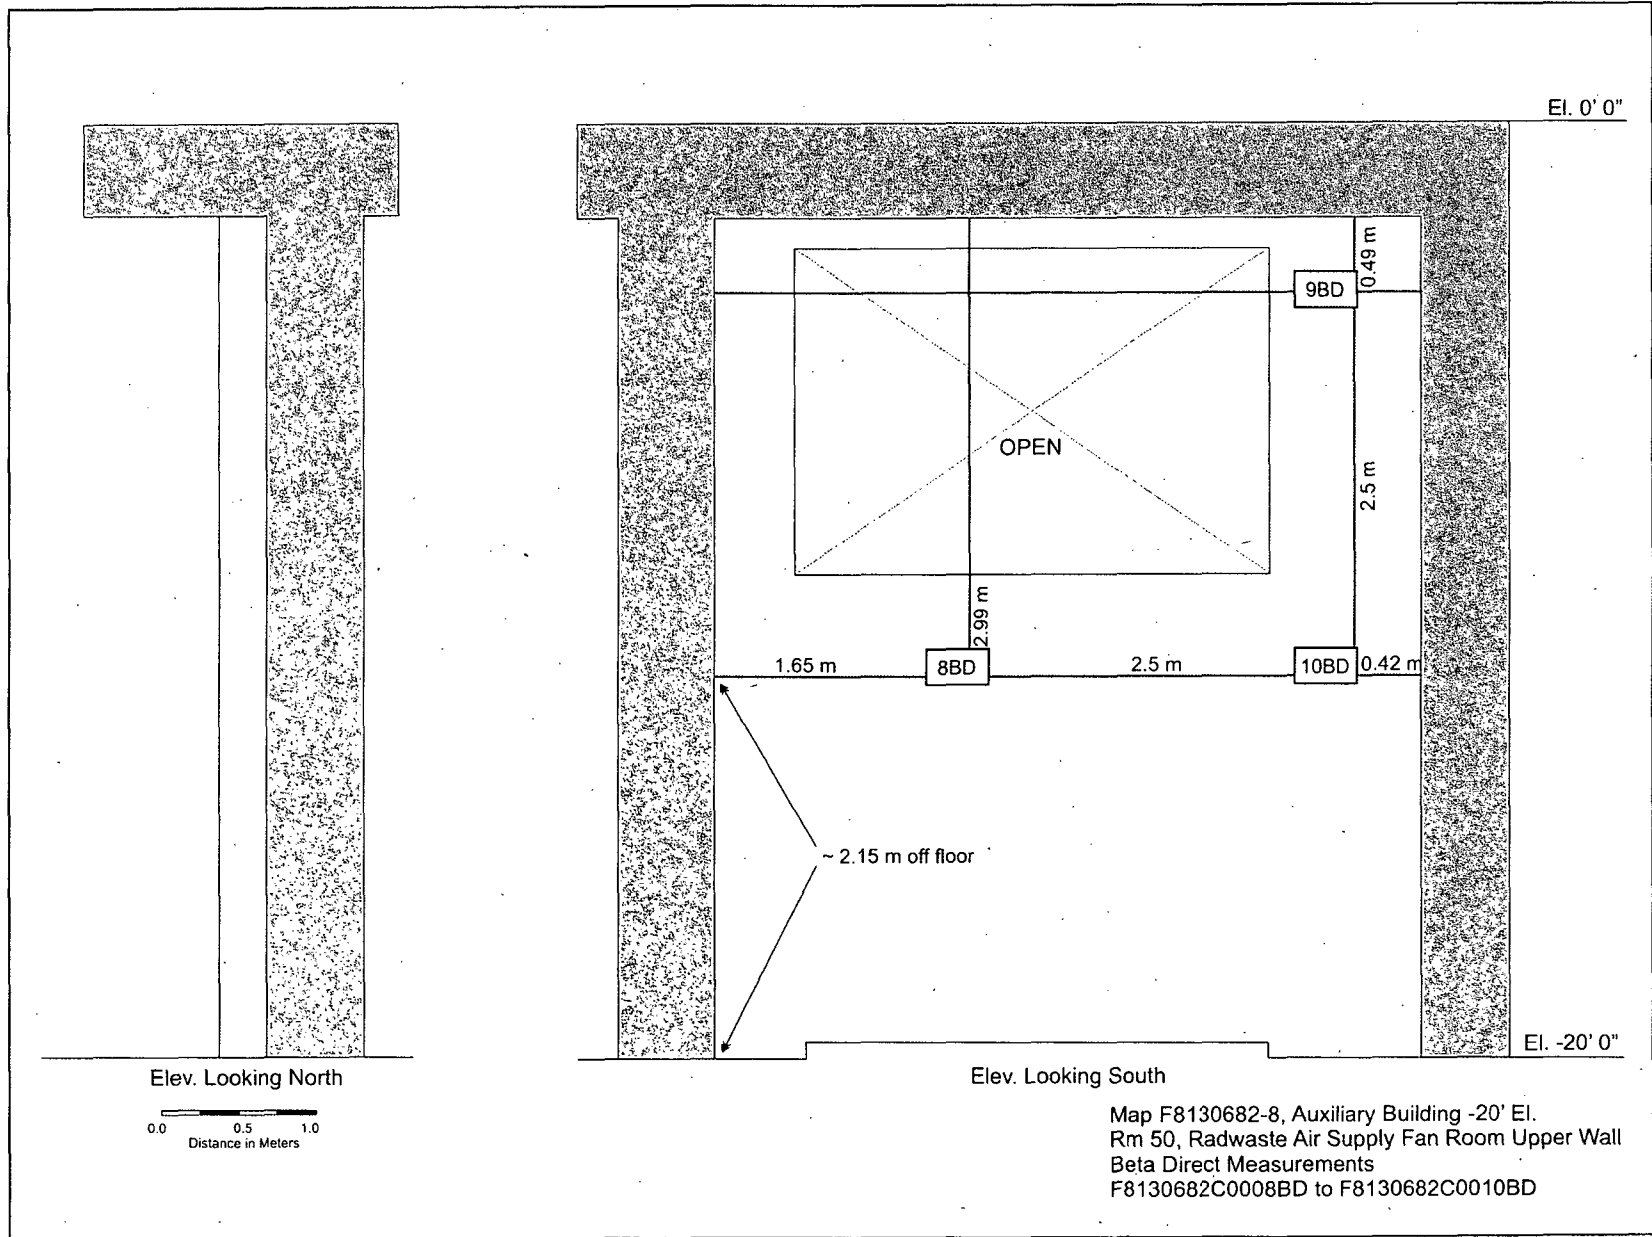 El. 0' 0"
0.49 m
9BD
OPEN
2.5 m
2.99 m
1.65 m
8BD
2.5 m
10BD
0.42 m
~ 2.15 m off floor
El. -20' 0"
Elev. Looking North
Elev. Looking South
0.0 0.5 1.0
Distance in Meters
Map F8130682-8, Auxiliary Building -20' El.
Rm 50, Radwaste Air Supply Fan Room Upper Wall
Beta Direct Measurements
F8130682C0008BD to F8130682C0010BD